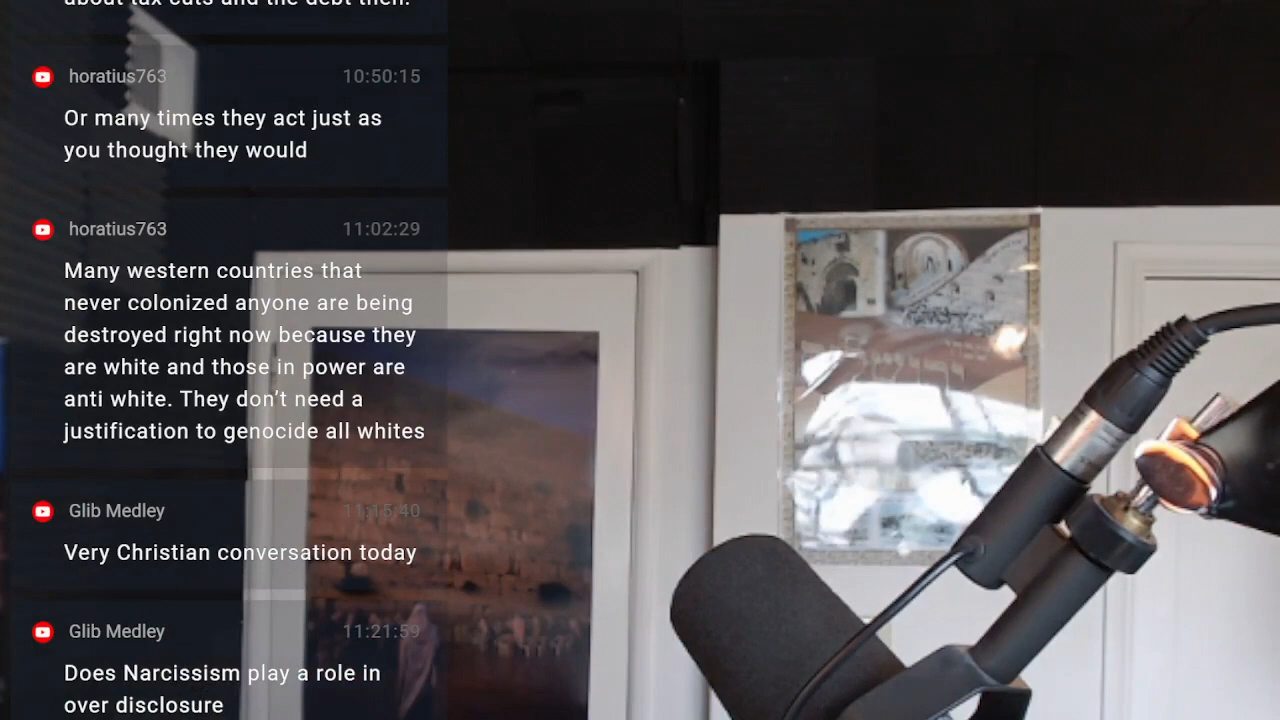 about tax cuts and the debt then.
horatius763 10:50:15
Or many times they act just as
you thought they would
horatius763 11:02:29
Many western countries that
never colonized anyone are being
destroyed right now because they
are white and those in power are
anti white. They don’t need a
justification to genocide all whites
Glib Medley 11:15:40
Very Christian conversation today
Glib Medley 11:21:59
Does Narcissism play a role in
over disclosure